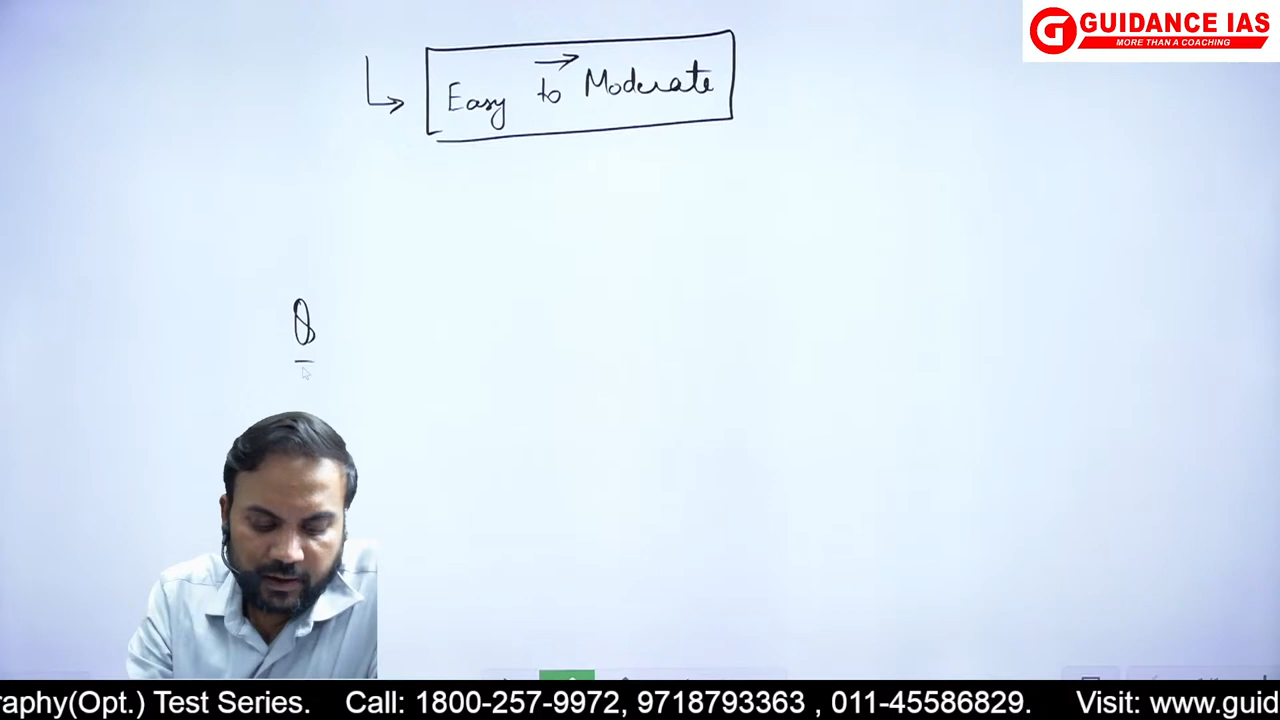 GUIDANCE IAS
MORE THAN A COACHING
Easy to Moderate
Q
raphy(Opt.) Test Series. Call: 1800-257-9972, 9718793363 , 011-45586829. Visit: www.guid